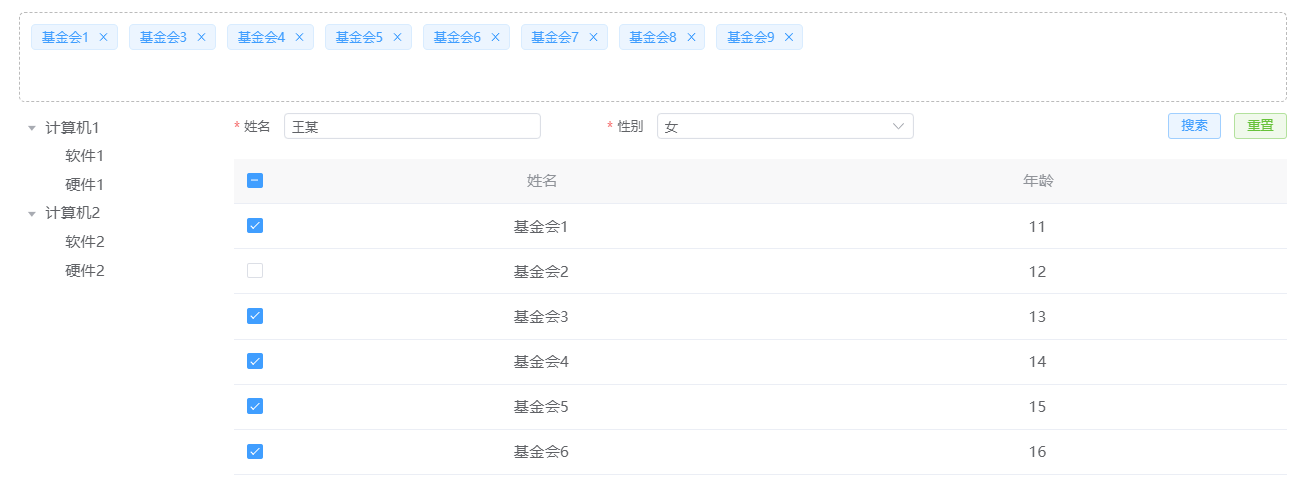 基金会1 × 基金会3 × 基金会4 × 基金会5 × 基金会6 × 基金会7 × 基金会8 × 基金会9 ×
计算机1
软件1
硬件1
计算机2
软件2
硬件2
* 姓名 王某 * 性别 女 搜索 重置
姓名 年龄
基金会1 11
基金会2 12
基金会3 13
基金会4 14
基金会5 15
基金会6 16